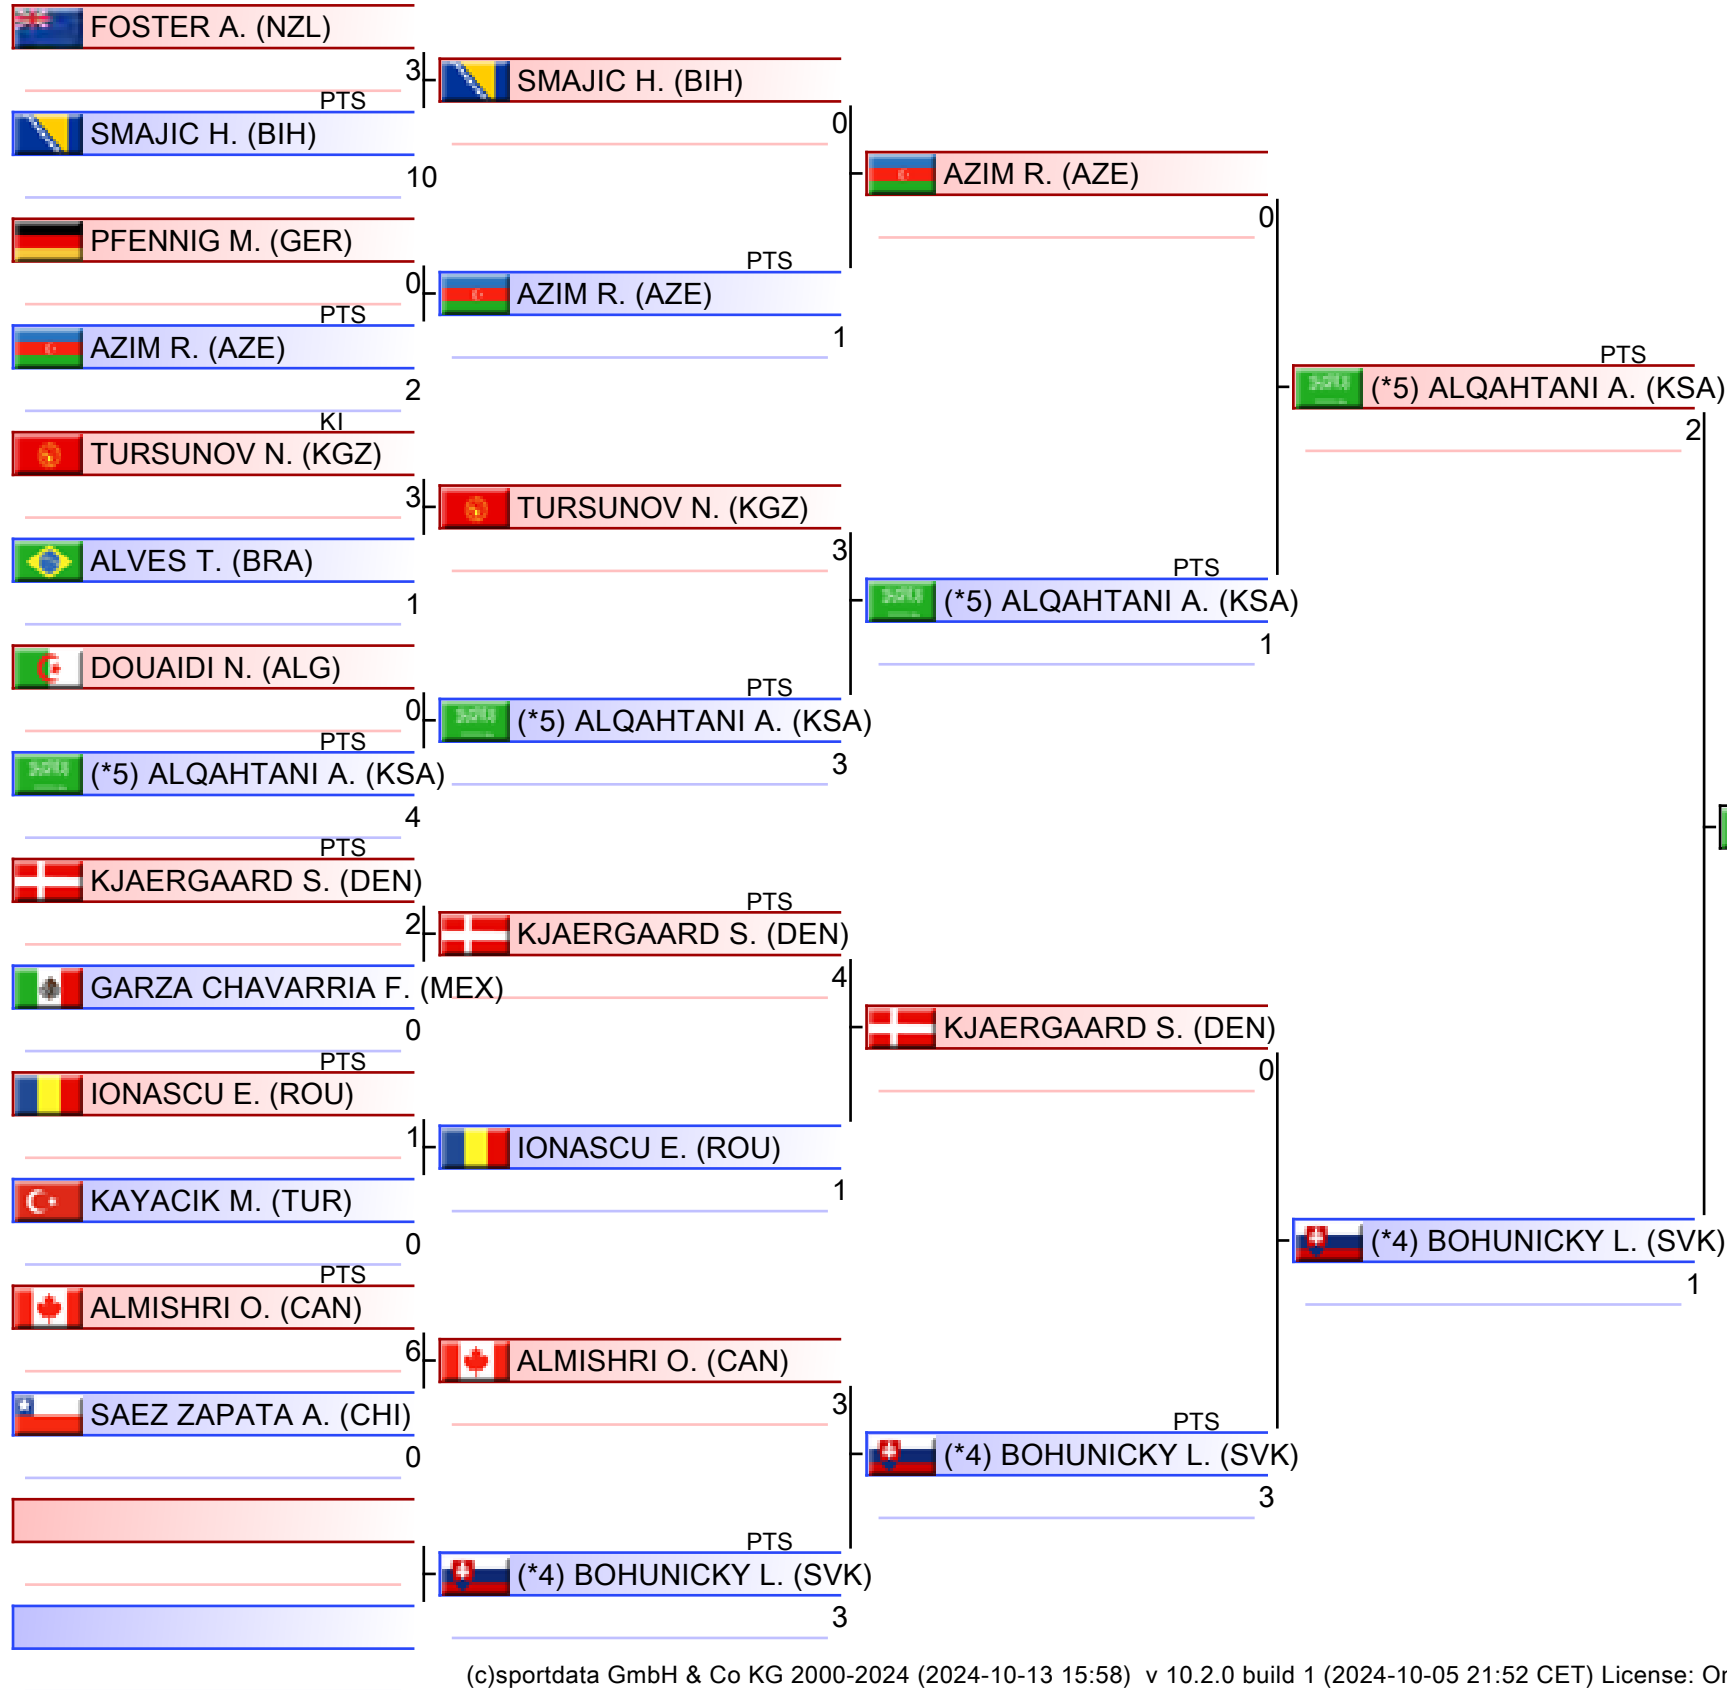 FOSTER A. (NZL)
3
PTS
SMAJIC H. (BIH)
10
PFENNIG M. (GER)
0
PTS
AZIM R. (AZE)
2
KI
TURSUNOV N. (KGZ)
3
ALVES T. (BRA)
1
DOUAIDI N. (ALG)
0
PTS
(*5) ALQAHTANI A. (KSA)
4
PTS
KJAERGAARD S. (DEN)
2
GARZA CHAVARRIA F. (MEX)
0
PTS
IONASCU E. (ROU)
1
KAYACIK M. (TUR)
0
PTS
ALMISHRI O. (CAN)
6
SAEZ ZAPATA A. (CHI)
0
SMAJIC H. (BIH)
0
PTS
AZIM R. (AZE)
1
TURSUNOV N. (KGZ)
3
PTS
(*5) ALQAHTANI A. (KSA)
3
PTS
KJAERGAARD S. (DEN)
4
IONASCU E. (ROU)
1
ALMISHRI O. (CAN)
3
PTS
(*4) BOHUNICKY L. (SVK)
3
AZIM R. (AZE)
0
PTS
(*5) ALQAHTANI A. (KSA)
1
KJAERGAARD S. (DEN)
0
PTS
(*4) BOHUNICKY L. (SVK)
3
PTS
(*5) ALQAHTANI A. (KSA)
2
(*4) BOHUNICKY L. (SVK)
1
(c)sportdata GmbH & Co KG 2000-2024 (2024-10-13 15:58) v 10.2.0 build 1 (2024-10-05 21:52 CET) License: